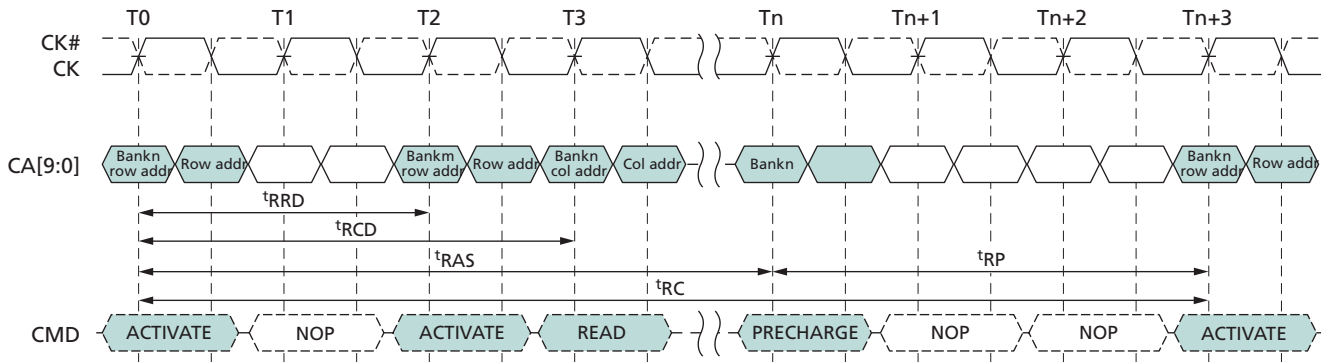 T0 T1 T2 T3 Tn Tn+1 Tn+2 Tn+3
CK#
CK
CA[9:0]
Bankn row addr
Row addr
Bankm row addr
Row addr
Bankn col addr
Col addr
Bankn
Bankn row addr
Row addr
tRRD
tRCD
tRAS tRP
tRC
CMD ACTIVATE NOP ACTIVATE READ PRECHARGE NOP NOP ACTIVATE